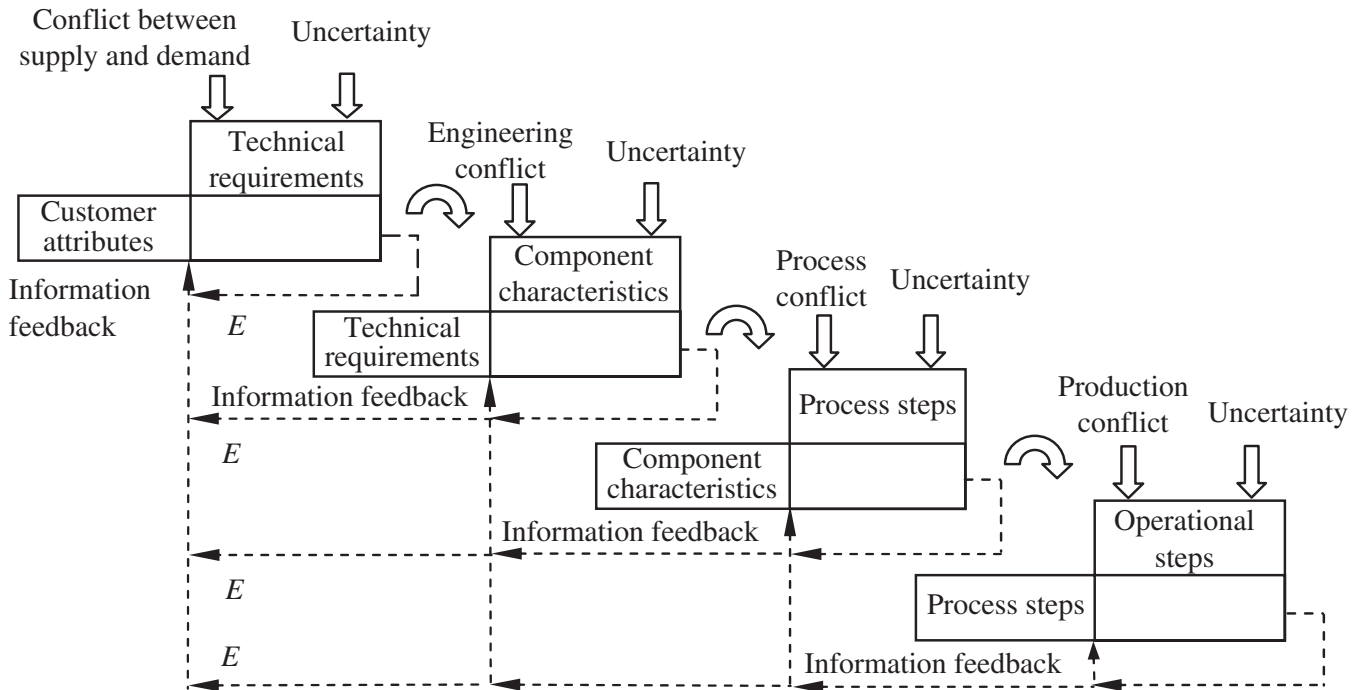 Conflict between
supply and demand
Uncertainty
Technical
requirements
Customer
attributes
Engineering
conflict
Uncertainty
Information
feedback
E
Component
characteristics
Technical
requirements
Process
conflict
Uncertainty
Information feedback
E
Process steps
Component
characteristics
Production
conflict
Uncertainty
Information feedback
E
Operational
steps
Process steps
E
Information feedback